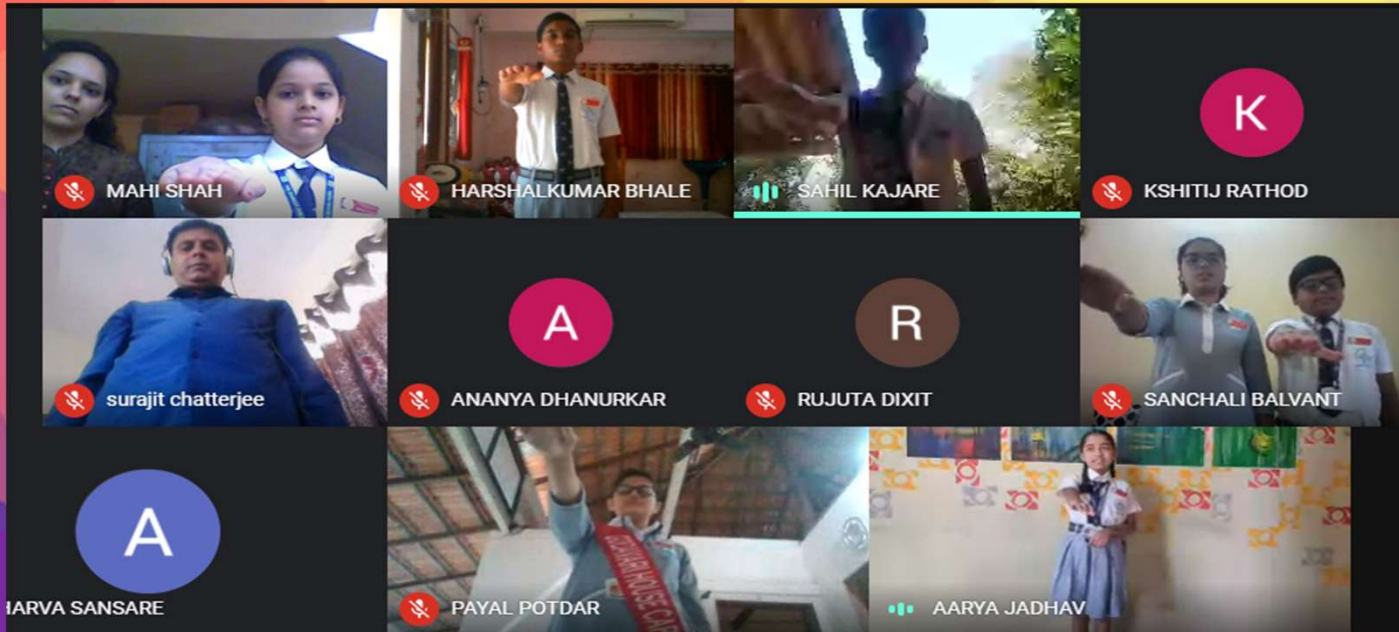 MAHI SHAH
HARSHALKUMAR BHALE
SAHIL KAJARE
K
KSHITIJ RATHOD
surajit chatterjee
A
ANANYA DHANURKAR
R
RUJUTA DIXIT
SANCHALI BALVANT
A
HARVA SANSARE
HOUSE
PAYAL POTDAR
AARYA JADHAV